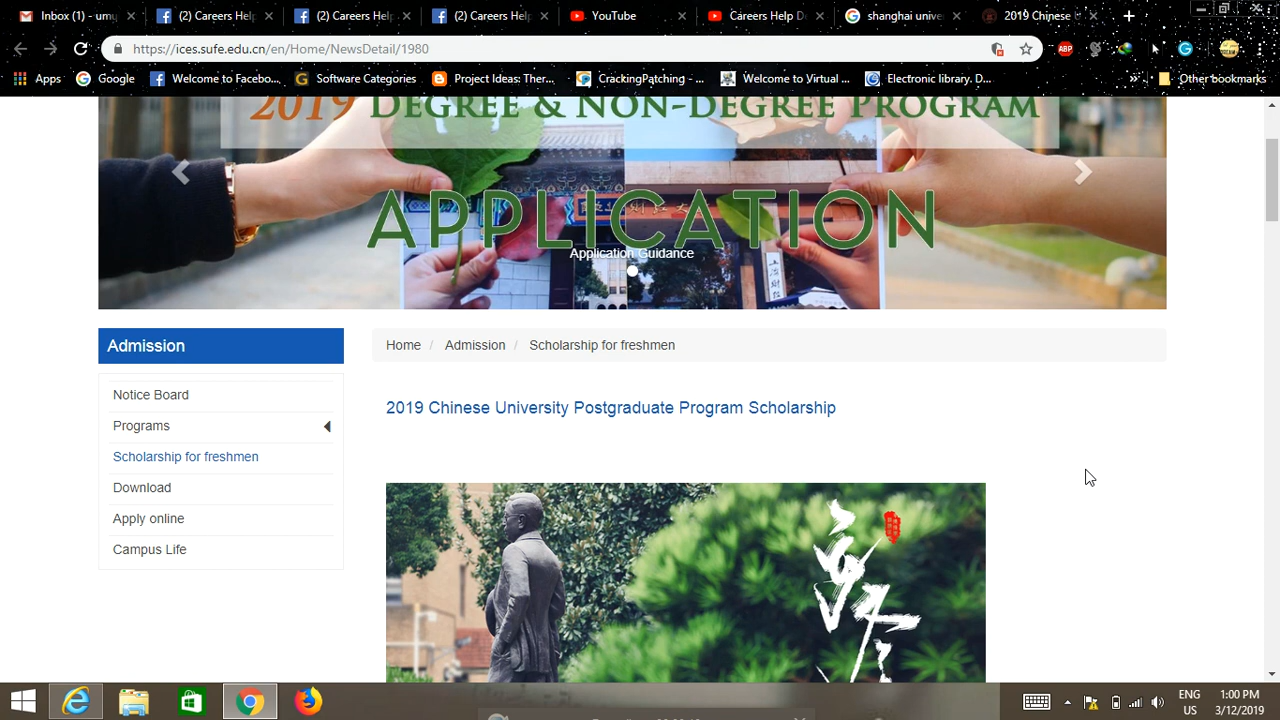 Inbox (1) - umy
(2) Careers Help
(2) Careers Help
(2) Careers Help
YouTube
Careers Help D
shanghai unive
2019 Chinese U
https://ices.sufe.edu.cn/en/Home/NewsDetail/1980
ABP
Apps
Google
Welcome to Facebo...
Software Categories
Project Ideas: Ther...
CrackingPatching - ...
Welcome to Virtual ...
Electronic library. D...
Other bookmarks
2019 DEGREE & NON-DEGREE PROGRAM
APPLICATION
Application Guidance
Admission
Home / Admission / Scholarship for freshmen
Notice Board
Programs
Scholarship for freshmen
Download
Apply online
Campus Life
2019 Chinese University Postgraduate Program Scholarship
ENG
US
1:00 PM
3/12/2019